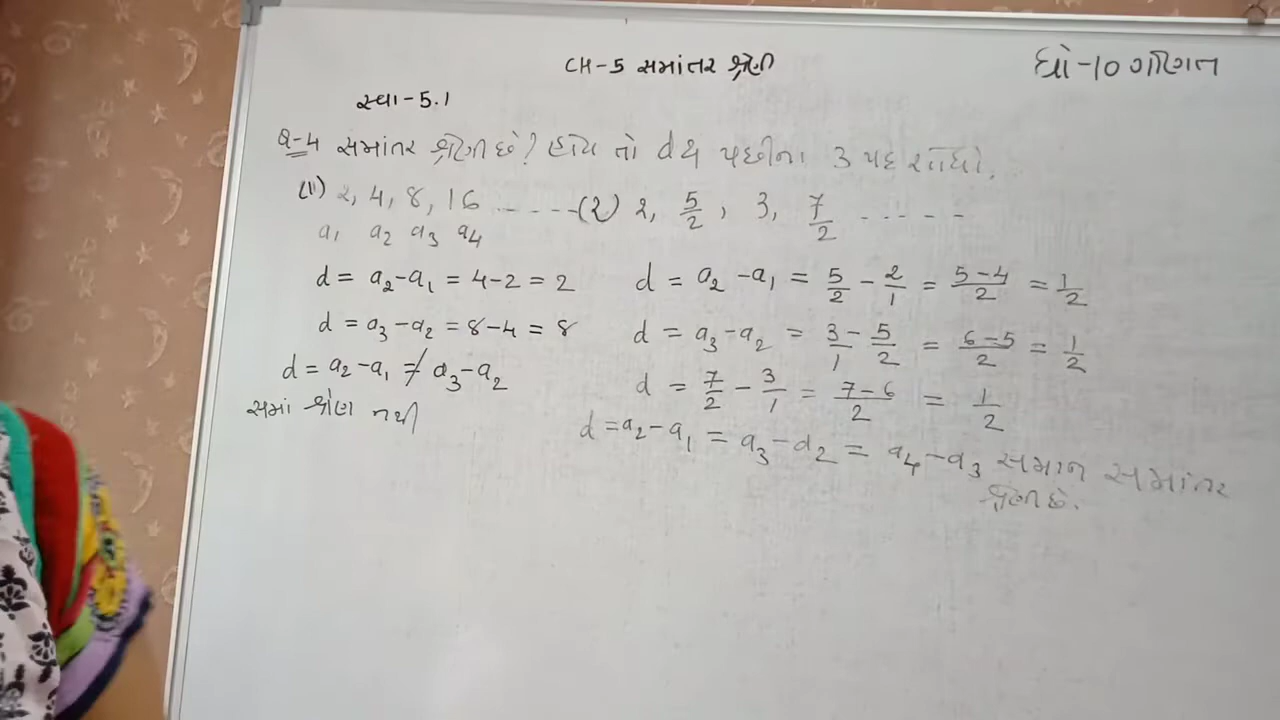 CH-5 સમાંતર શ્રેણી
ધો-10 ગણિત
સ્વા-5.1
Q-4 સમાંતર શ્રેણી છે? હોય તો d પછીના 3 પદ શોધો.
(1) 2, 4, 8, 16 ......
a₁ a₂ a₃ a₄
d = a₂-a₁ = 4-2 = 2
d = a₃-a₂ = 8-4 = 8
d = a₂-a₁ ≠ a₃-a₂
સમાં શ્રેણી નથી
(2) 2, 5/2, 3, 7/2 -----
d = a₂-a₁ = 5/2 - 2/1 = 5-4/2 = 1/2
d = a₃-a₂ = 3/1 - 5/2 = 6-5/2 = 1/2
d = 7/2 - 3/1 = 7-6/2 = 1/2
d = a₂-a₁ = a₃-a₂ = a₄-a₃ સમાન સમાંતર
શ્રેણી છે.